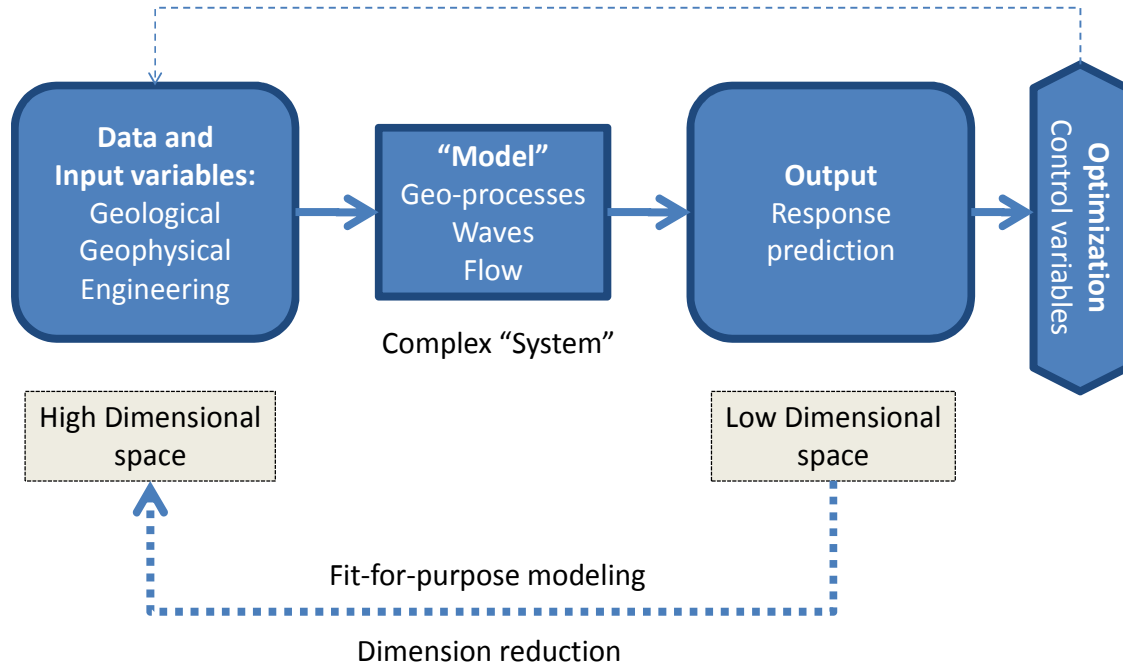 Data and
Input variables:
Geological
Geophysical
Engineering
“Model”
Geo-processes
Waves
Flow
Complex “System”
Output
Response
prediction
Optimization
Control variables
High Dimensional
space
Low Dimensional
space
Fit-for-purpose modeling
Dimension reduction